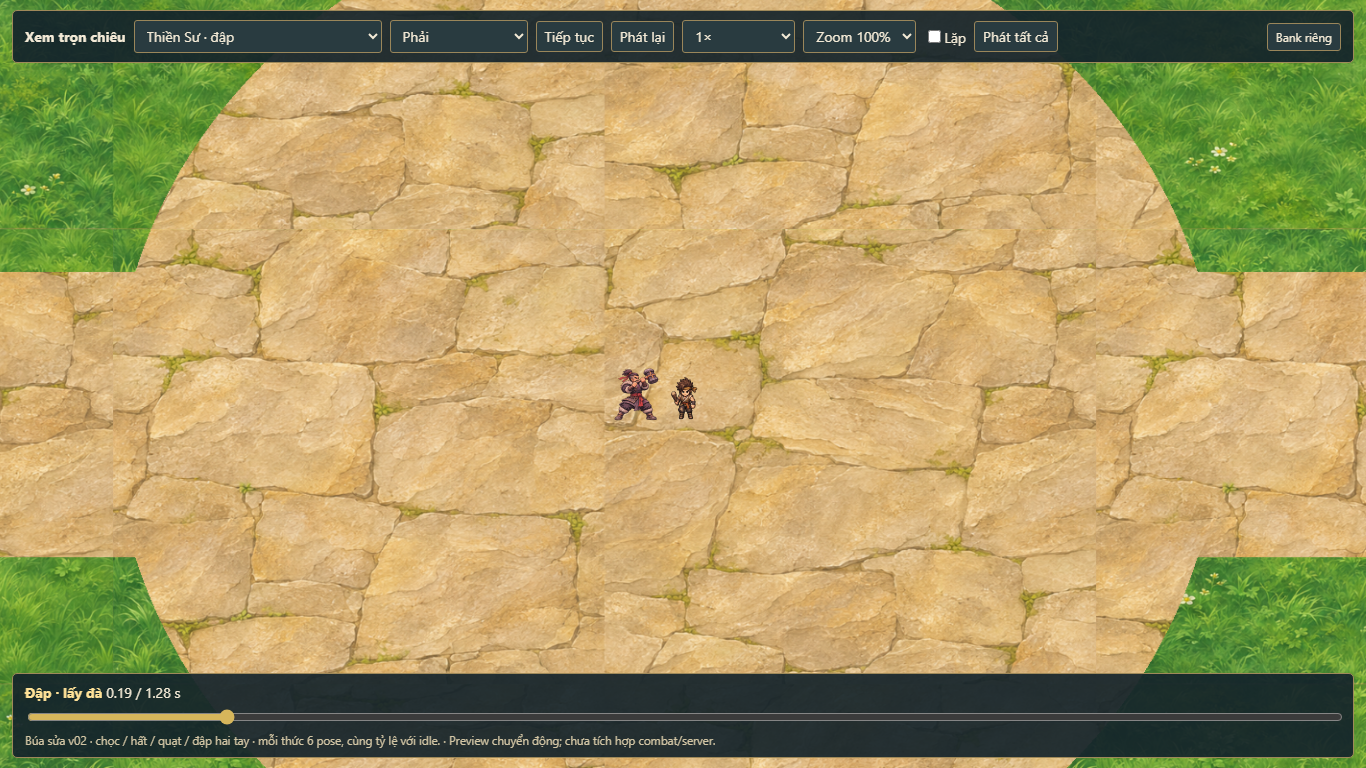 Xem trọn chiêu Thiền Sư · đập Phải Tiếp tục Phát lại 1× Zoom 100% Lặp Phát tất cả Bank riêng
Đập · lấy đà 0.19 / 1.28 s
Búa sửa v02 · chọc / hất / quạt / đập hai tay · mỗi thức 6 pose, cùng tỷ lệ với idle. · Preview chuyển động; chưa tích hợp combat/server.